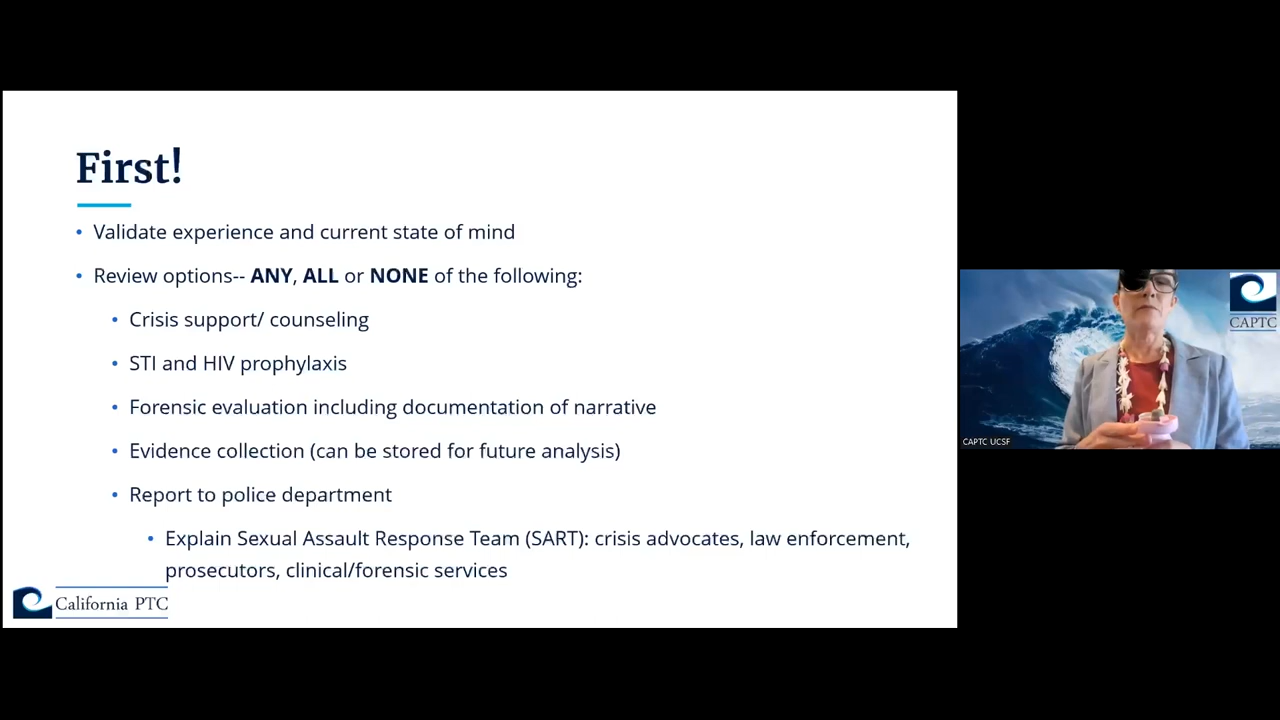 First!
• Validate experience and current state of mind
• Review options-- ANY, ALL or NONE of the following:
• Crisis support/ counseling
• STI and HIV prophylaxis
• Forensic evaluation including documentation of narrative
• Evidence collection (can be stored for future analysis)
• Report to police department
• Explain Sexual Assault Response Team (SART): crisis advocates, law enforcement,
prosecutors, clinical/forensic services
California PTC
CAPTC
CAPTC UCSF